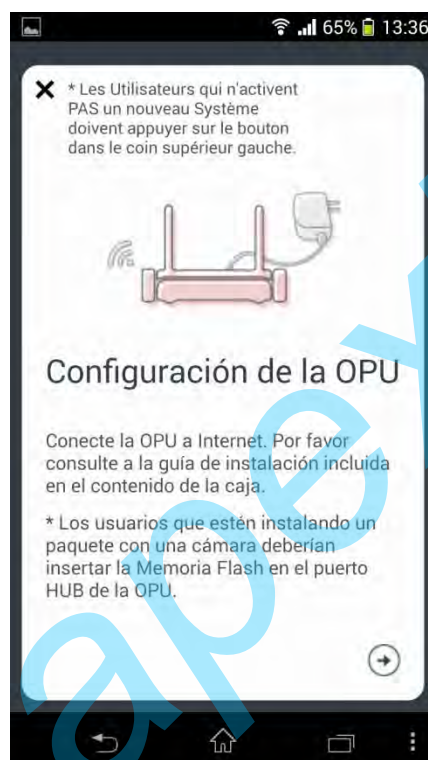 65% 13:36
* Les Utilisateurs qui n'activent
PAS un nouveau Système
doivent appuyer sur le bouton
dans le coin supérieur gauche.
Configuración de la OPU
Conecte la OPU a Internet. Por favor
consulte a la guía de instalación incluida
en el contenido de la caja.
* Los usuarios que estén instalando un
paquete con una cámara deberían
insertar la Memoria Flash en el puerto
HUB de la OPU.
apex